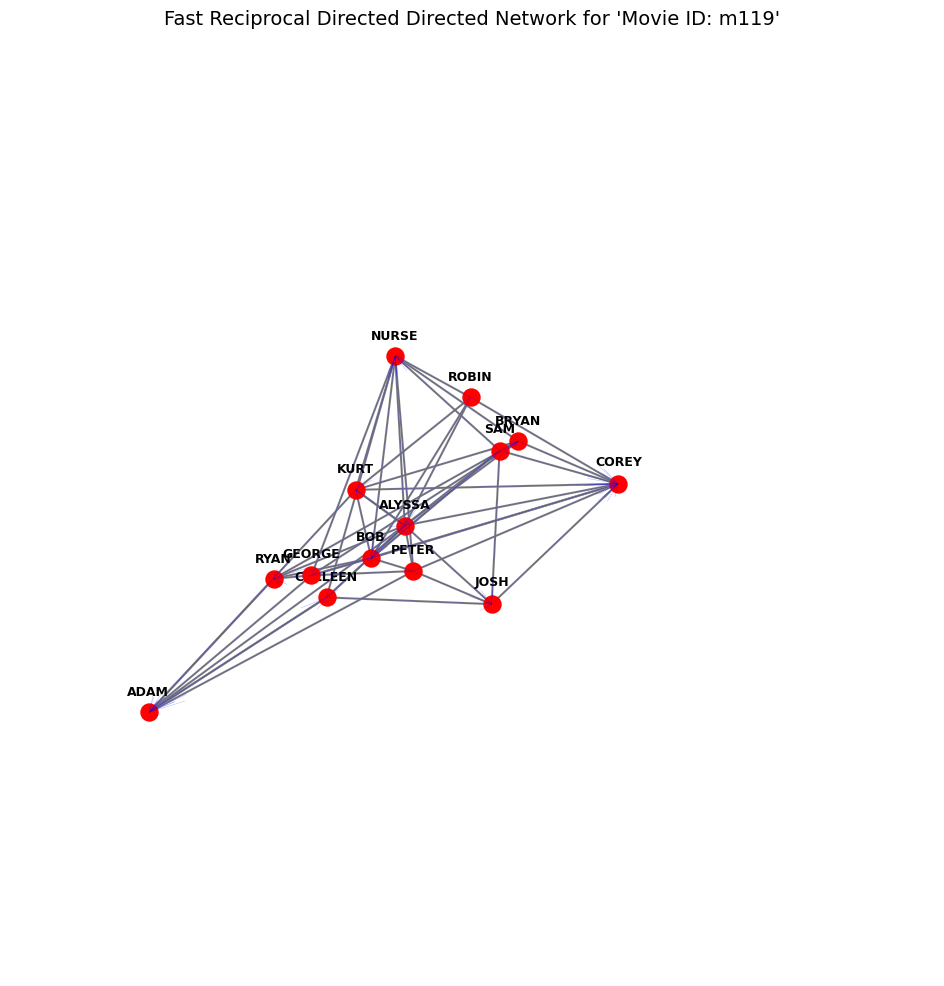 Fast Reciprocal Directed Directed Network for 'Movie ID: m119'
NURSE
ROBIN
BRYAN
SAM
COREY
KURT
ALYSSA
BOB
PETER
GEORGE
RYAN
JOSH
ADAM